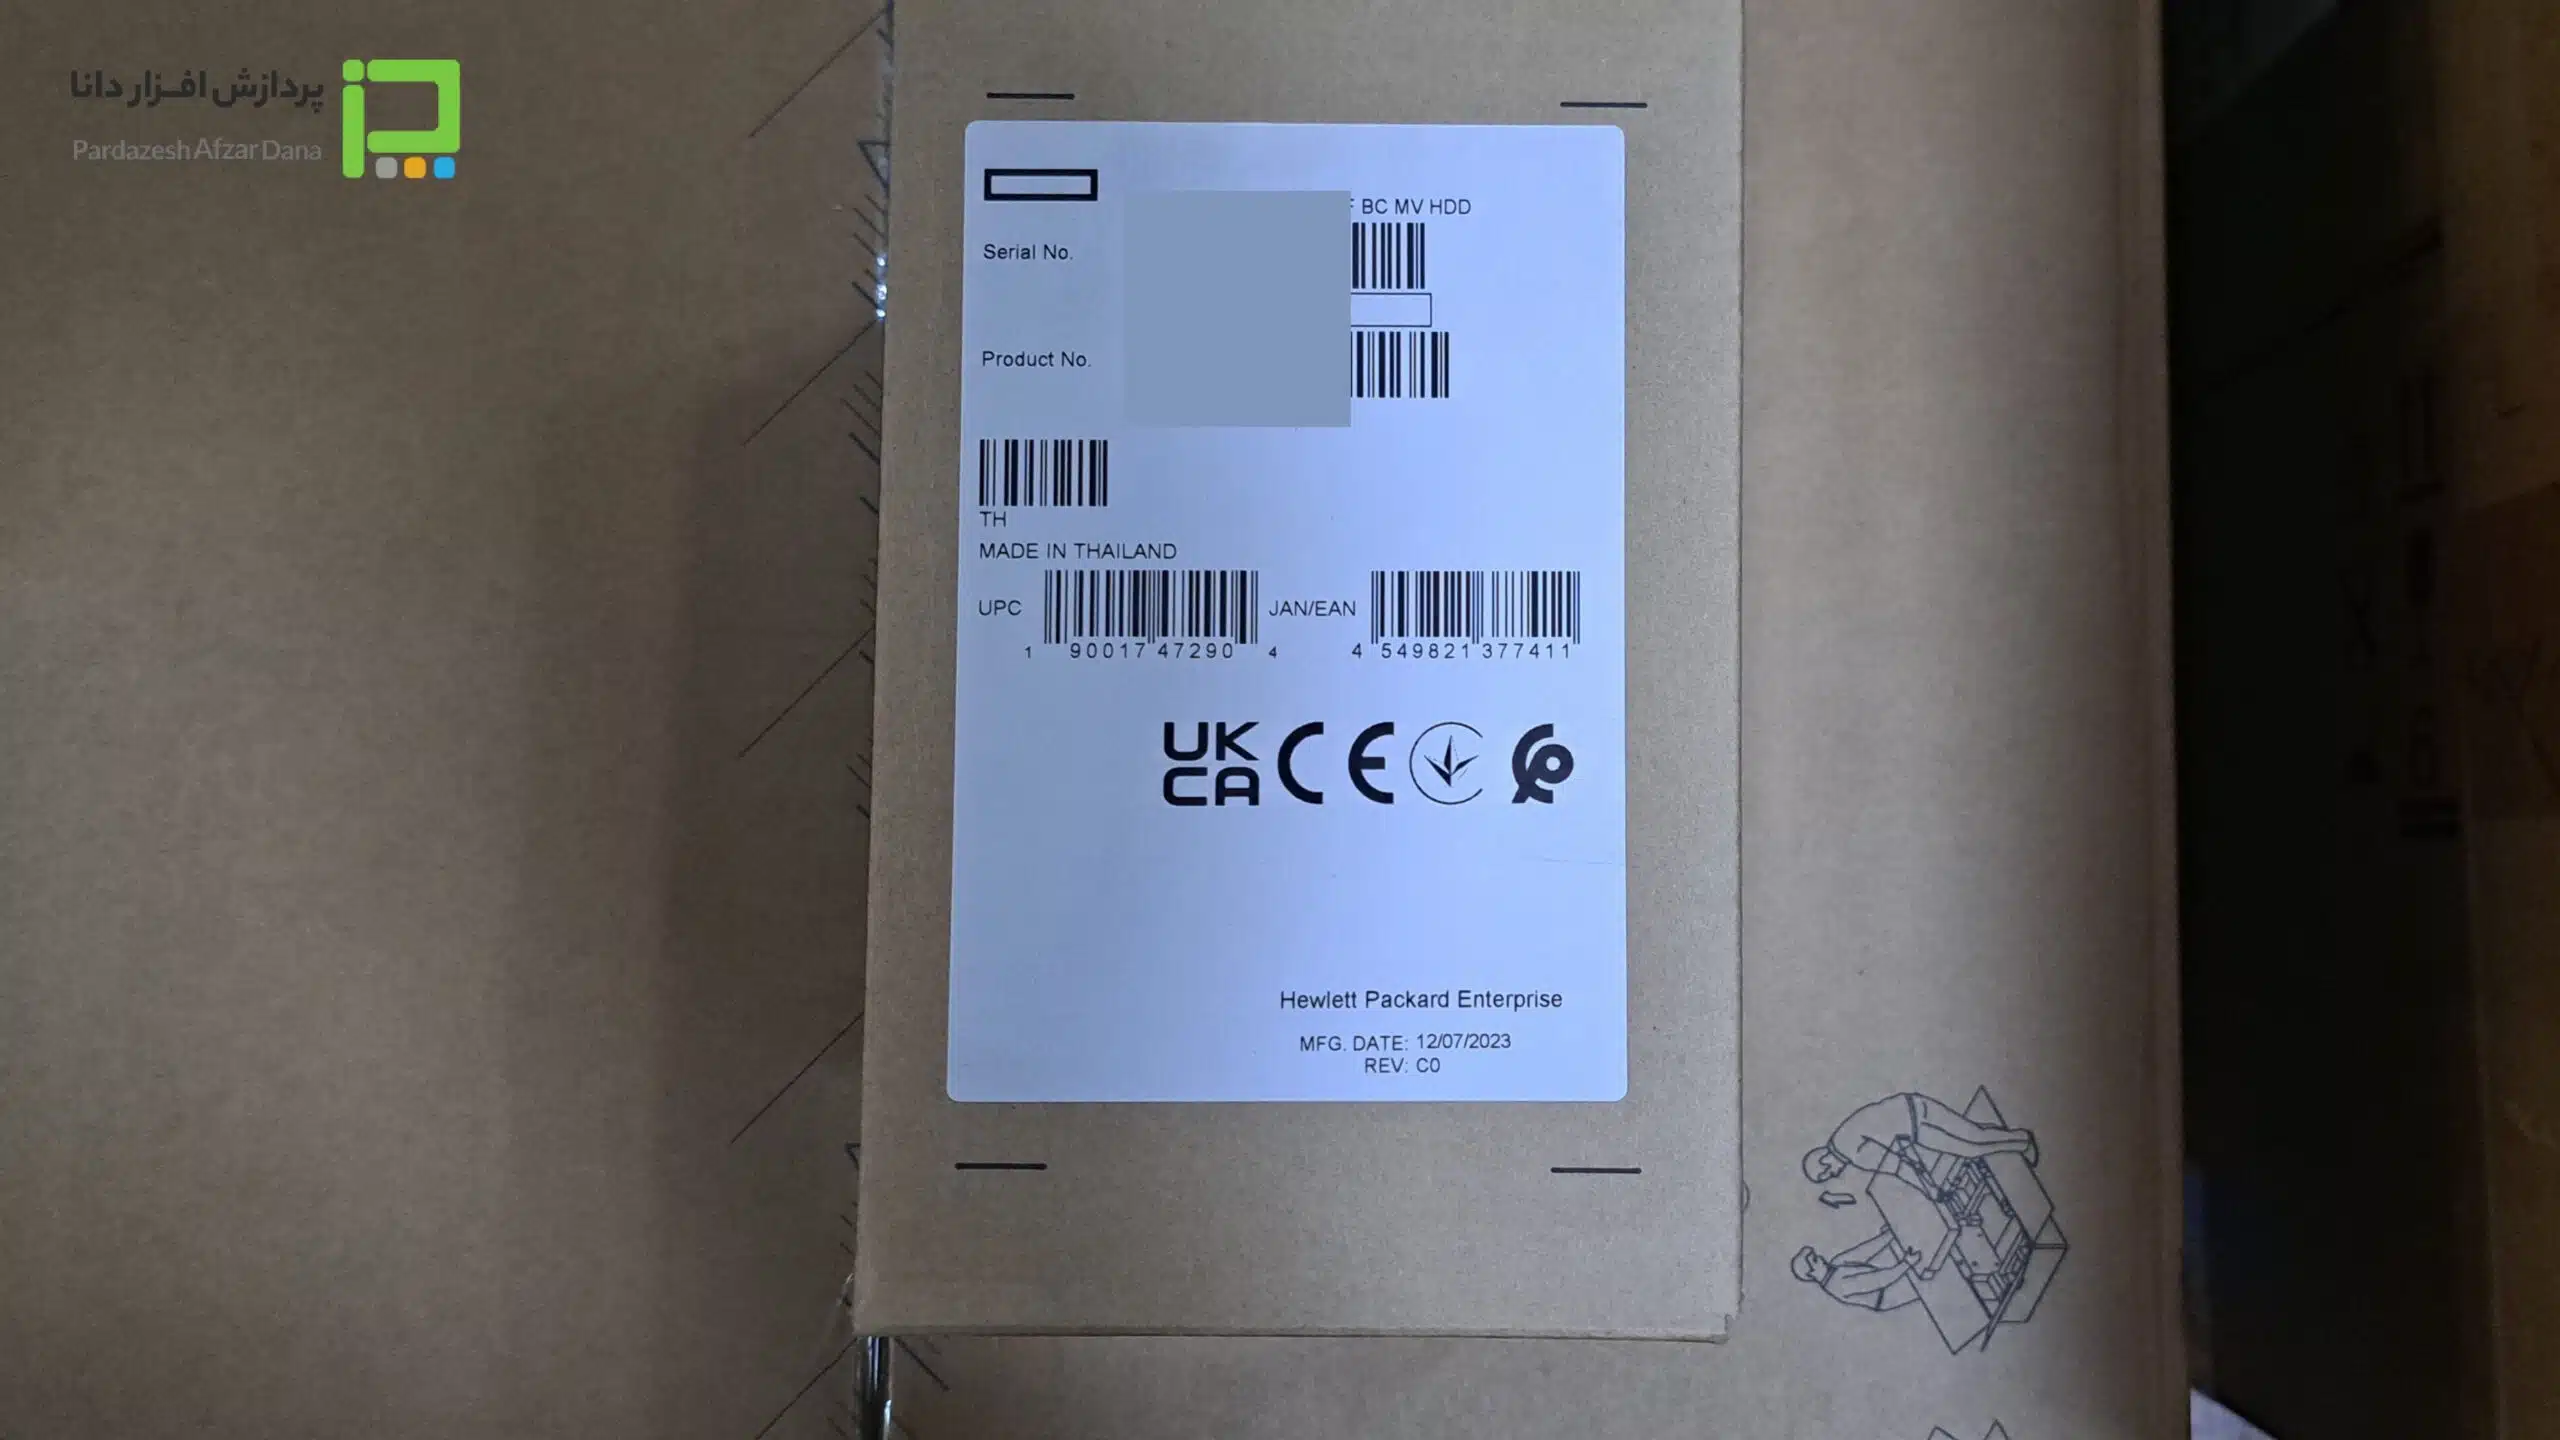 پردازش افزار دانا
Pardazesh Afzar Dana
BC MV HDD
Serial No.
Product No.
TH
MADE IN THAILAND
UPC 1 90017 47290 4 JAN/EAN 4 549821 377411
UK
CA CE
Hewlett Packard Enterprise
MFG. DATE: 12/07/2023
REV: C0